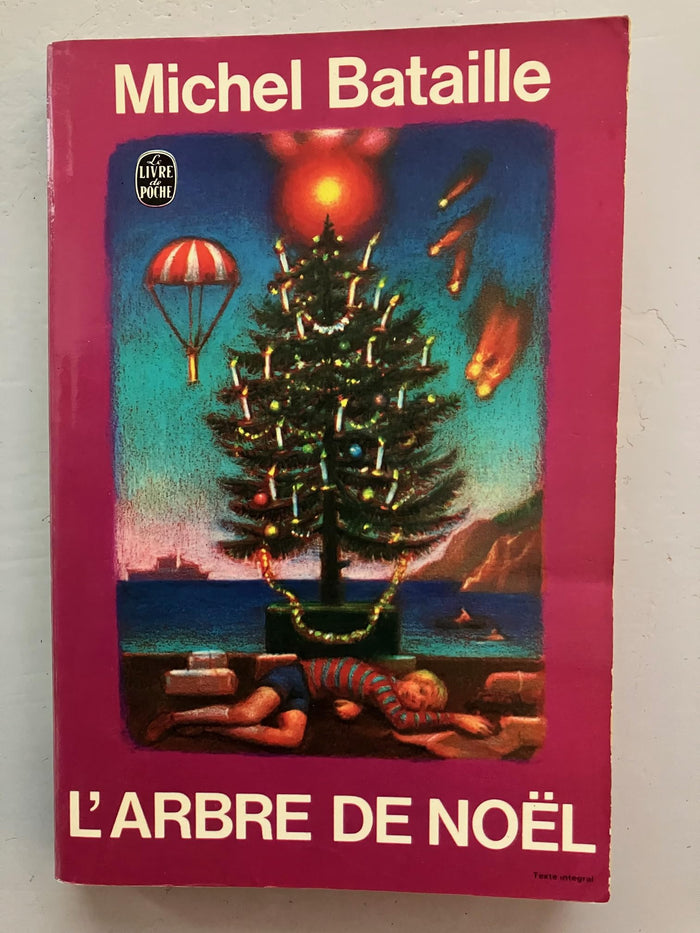 Michel Bataille
Le
LIVRE
de
POCHE
L'ARBRE DE NOËL
Texte intégral